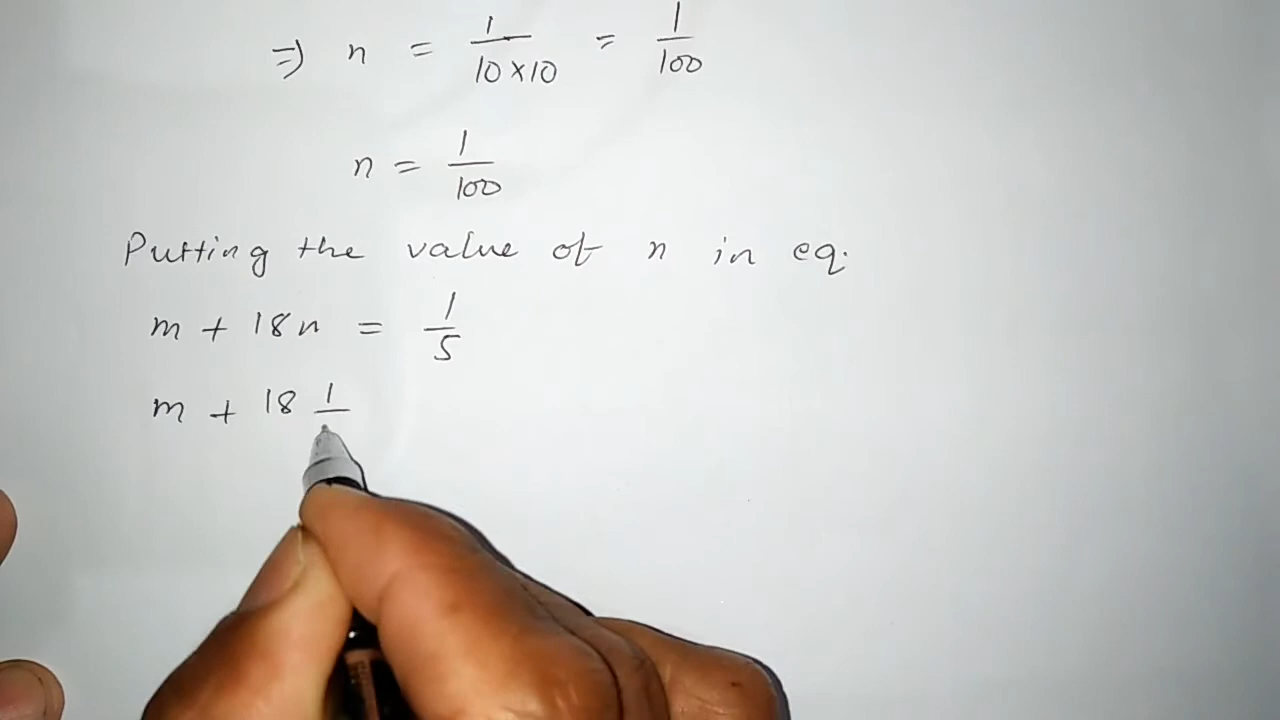 ⇒ n = 1/10×10 = 1/100
n = 1/100
Putting the value of n in eq.
m + 18n = 1/5
m + 18 1/